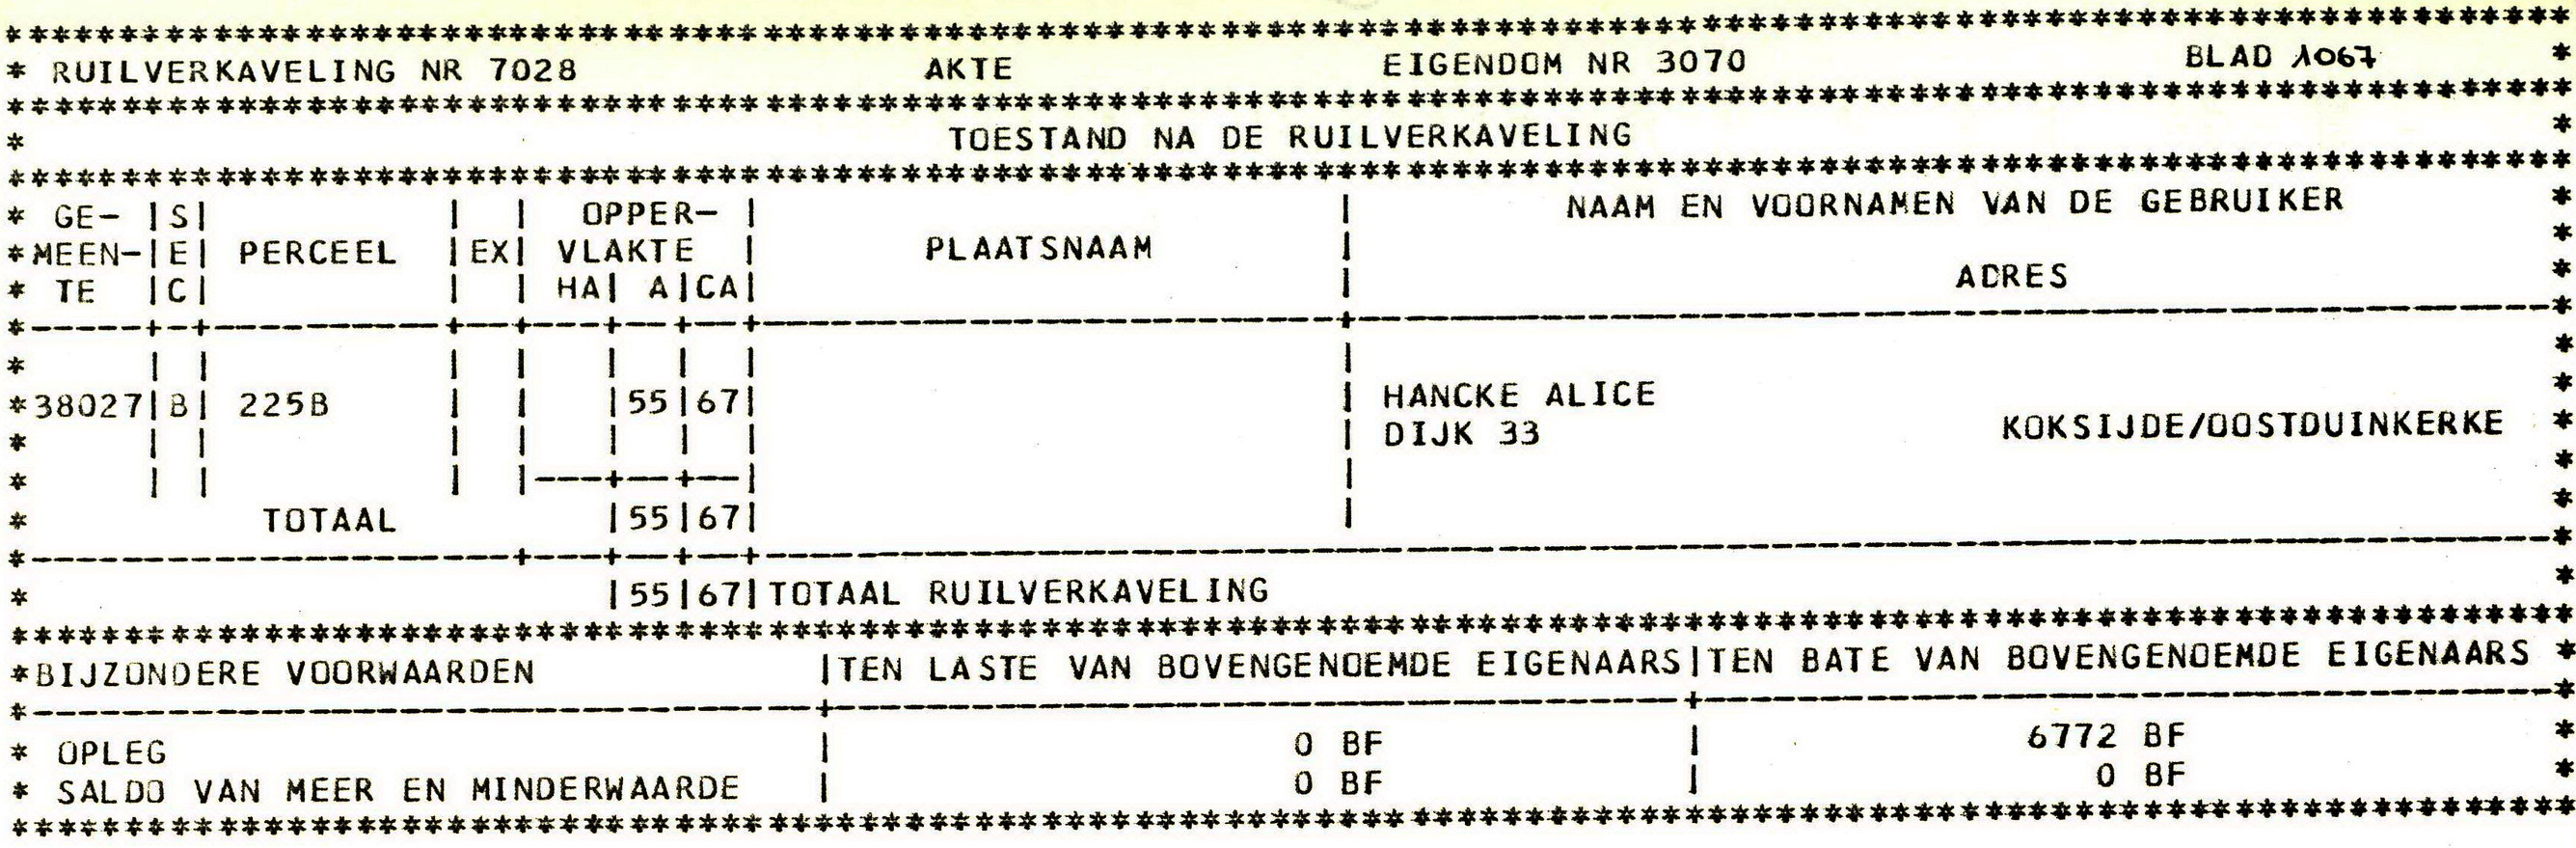 ****************************************************************************************************************
* RUILVERKAVELING NR 7028 AKTE EIGENDOM NR 3070 BLAD 1067 *
****************************************************************************************************************
* TOESTAND NA DE RUILVERKAVELING *
****************************************************************************************************************
* GE- |S| | | OPPER- | | NAAM EN VOORNAMEN VAN DE GEBRUIKER *
*MEEN-|E| PERCEEL |EX| VLAKTE | PLAATSNAAM | *
* TE |C| | | HA| A|CA| | ADRES *
*-----+-+----------+--+---+--+--+-------------------------+----------------------------------------------------*
* | | | | | | | | *
*38027|B| 225B | | |55|67| | HANCKE ALICE *
* | | | | | | | | DIJK 33 KOKSIJDE/OOSTDUINKERKE *
* | | | |---+--+--| | *
* TOTAAL |55|67| | *
*---------------------+---+--+--+------------------------------------------------------------------------------*
* |55|67|TOTAAL RUILVERKAVELING *
****************************************************************************************************************
*BIJZONDERE VOORWAARDEN |TEN LASTE VAN BOVENGENOEMDE EIGENAARS|TEN BATE VAN BOVENGENOEMDE EIGENAARS *
*----------------------------------+-------------------------------------+-------------------------------------*
* OPLEG | 0 BF | 6772 BF *
* SALDO VAN MEER EN MINDERWAARDE | 0 BF | 0 BF *
****************************************************************************************************************